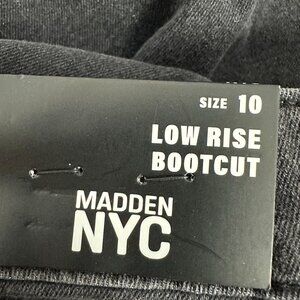 SIZE 10
LOW RISE
BOOTCUT
MADDEN
NYC